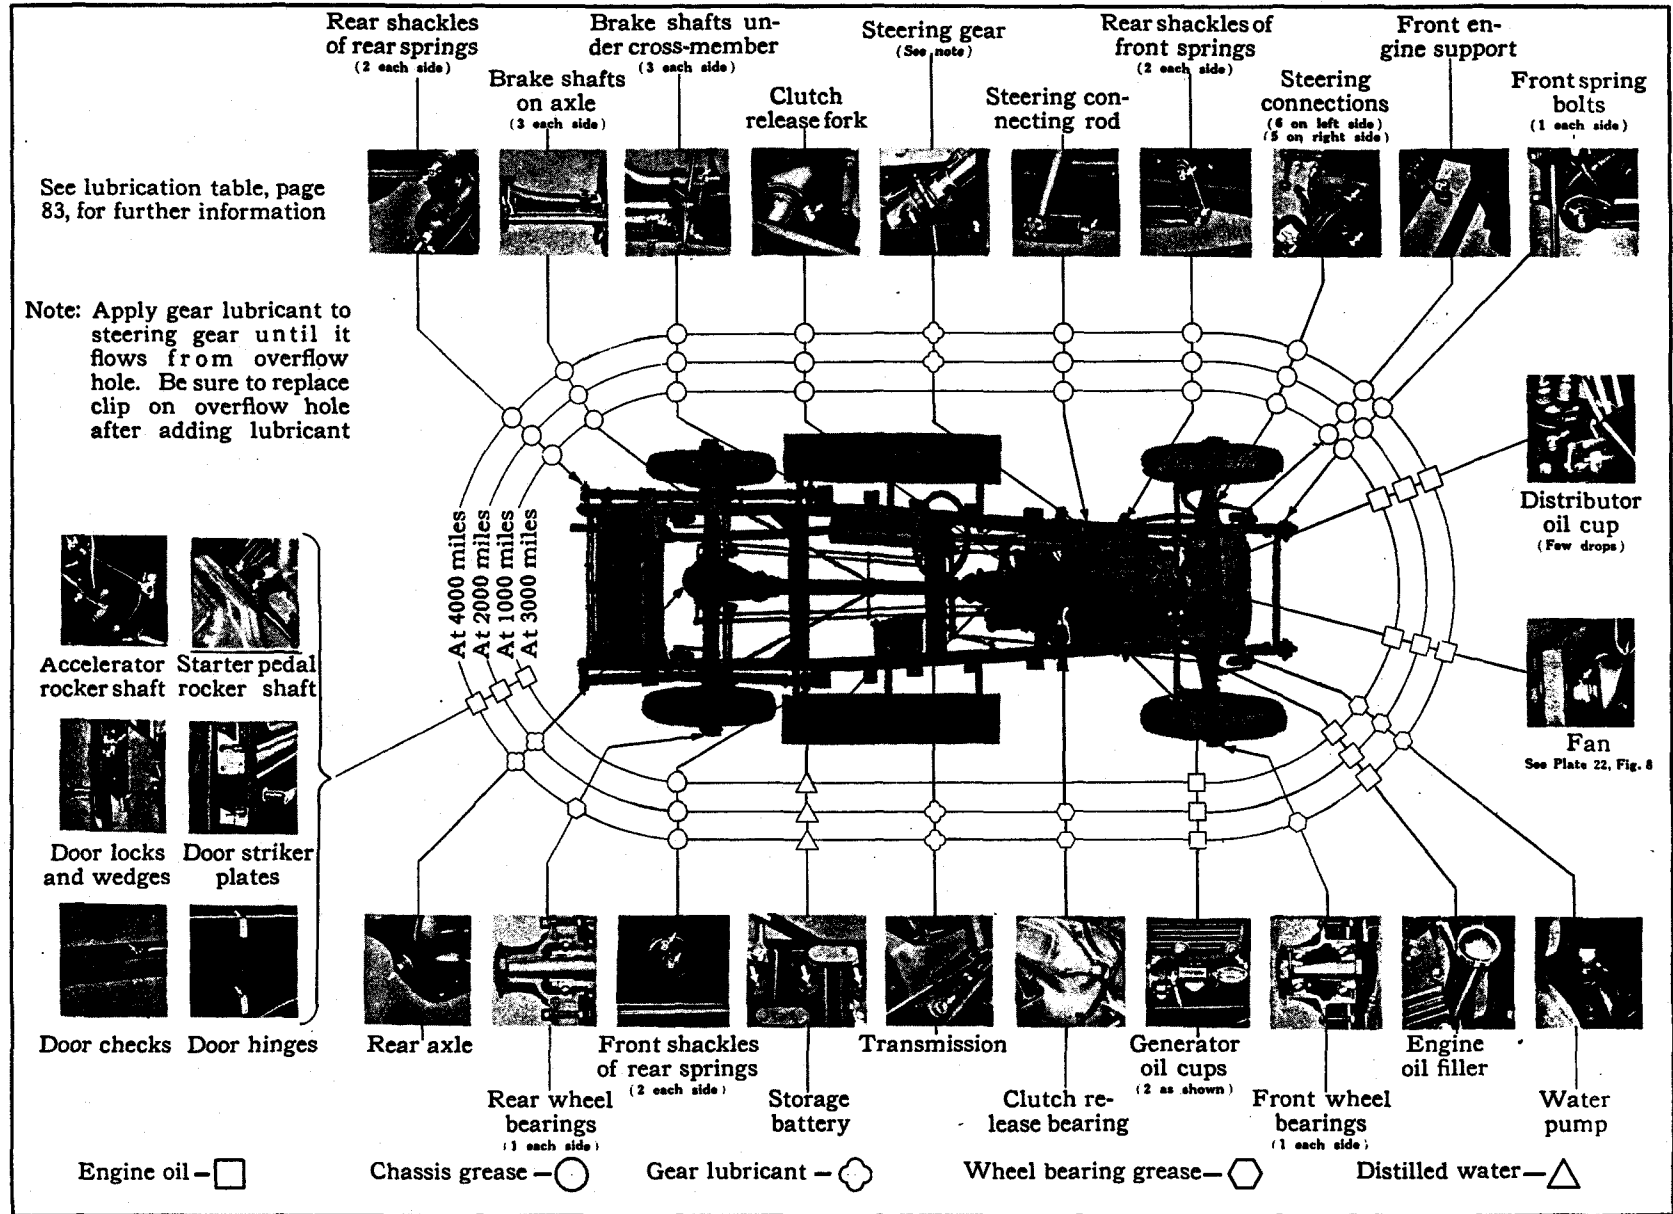 Rear shackles
of rear springs
(2 each side)
Brake shafts
on axle
(3 each side)
Brake shafts un-
der cross-member
(3 each side)
Clutch
release fork
Steering gear
(See note)
Steering con-
necting rod
Rear shackles of
front springs
(2 each side)
Steering
connections
(6 on left side)
(5 on right side)
Front en-
gine support
Front spring
bolts
(1 each side)
See lubrication table, page
83, for further information
Note: Apply gear lubricant to
steering gear until it
flows from overflow
hole. Be sure to replace
clip on overflow hole
after adding lubricant
At 4000 miles
At 2000 miles
At 1000 miles
At 3000 miles
Distributor
oil cup
(Few drops)
Fan
See Plate 22, Fig. 8
Accelerator
rocker shaft
Starter pedal
rocker shaft
Door locks
and wedges
Door striker
plates
Door checks
Door hinges
Rear axle
Rear wheel
bearings
(1 each side)
Front shackles
of rear springs
(2 each side)
Storage
battery
Transmission
Clutch re-
lease bearing
Generator
oil cups
(2 as shown)
Front wheel
bearings
(1 each side)
Engine
oil filler
Water
pump
Engine oil–
Chassis grease–
Gear lubricant–
Wheel bearing grease–
Distilled water–